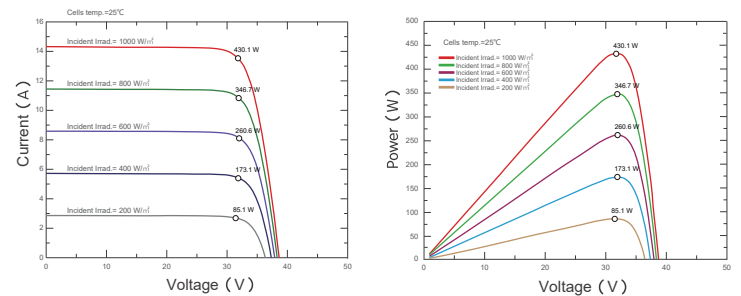 Cells temp.=25℃
16
14
12
10
8
6
4
2
0
Current（A）
Incident Irrad.= 1000 W/㎡
430.1 W
Incident Irrad.= 800 W/㎡
346.7 W
Incident Irrad.= 600 W/㎡
260.6 W
Incident Irrad.= 400 W/㎡
173.1 W
Incident Irrad.= 200 W/㎡
85.1 W
0 10 20 30 40 50
Voltage（V）
500
450
400
350
300
250
200
150
100
50
0
Power（W）
Cells temp.=25℃
Incident Irrad.= 1000 W/㎡
Incident Irrad.= 800 W/㎡
Incident Irrad.= 600 W/㎡
Incident Irrad.= 400 W/㎡
Incident Irrad.= 200 W/㎡
430.1 W
346.7 W
260.6 W
173.1 W
85.1 W
0 10 20 30 40 50
Voltage（V）